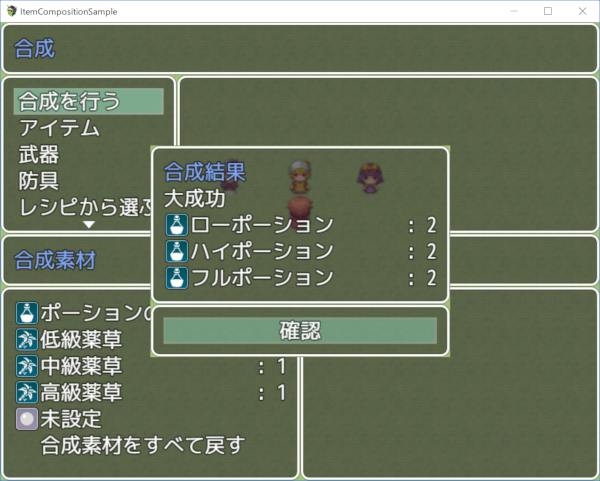 ItemCompositionSample
合成
合成を行う
アイテム
武器
防具
レシピから選ぶ
合成結果
大成功
ローポーション : 2
ハイポーション : 2
フルポーション : 2
確認
合成素材
ポーションの
低級薬草
中級薬草 : 1
高級薬草 : 1
未設定
合成素材をすべて戻す